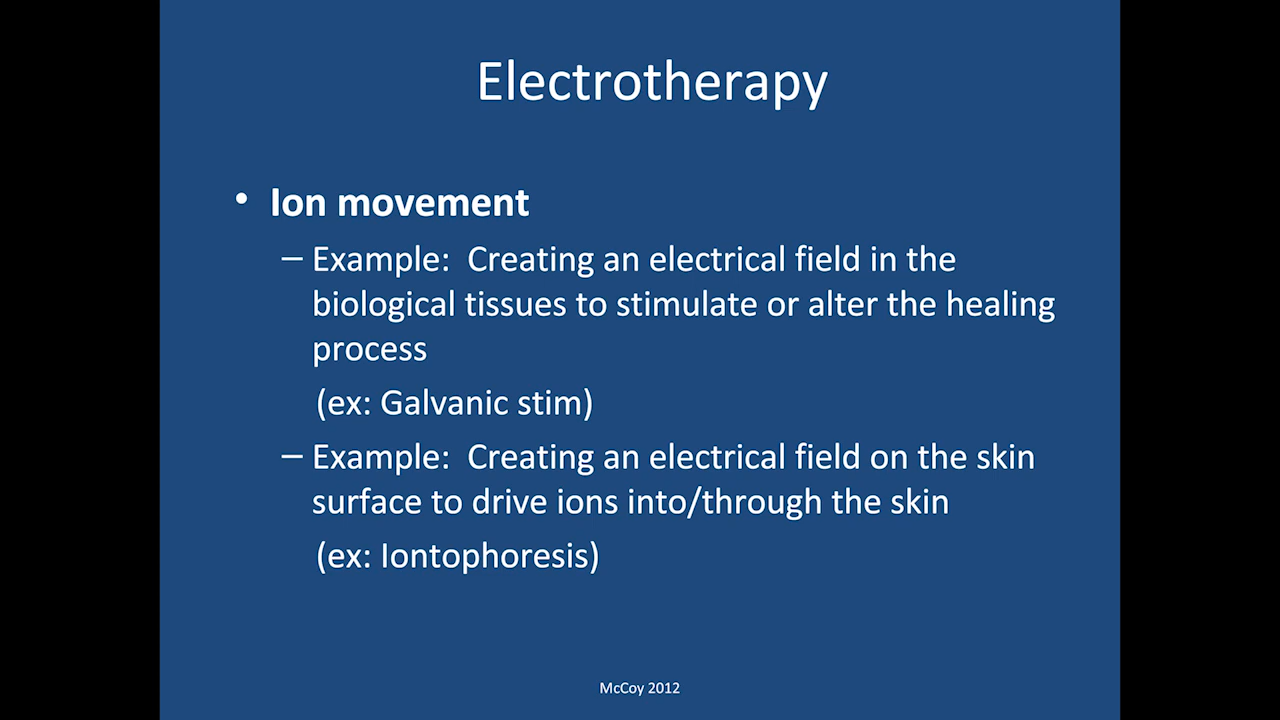 Electrotherapy
• Ion movement
– Example:  Creating an electrical field in the
biological tissues to stimulate or alter the healing
process
(ex: Galvanic stim)
– Example:  Creating an electrical field on the skin
surface to drive ions into/through the skin
(ex: Iontophoresis)
McCoy 2012